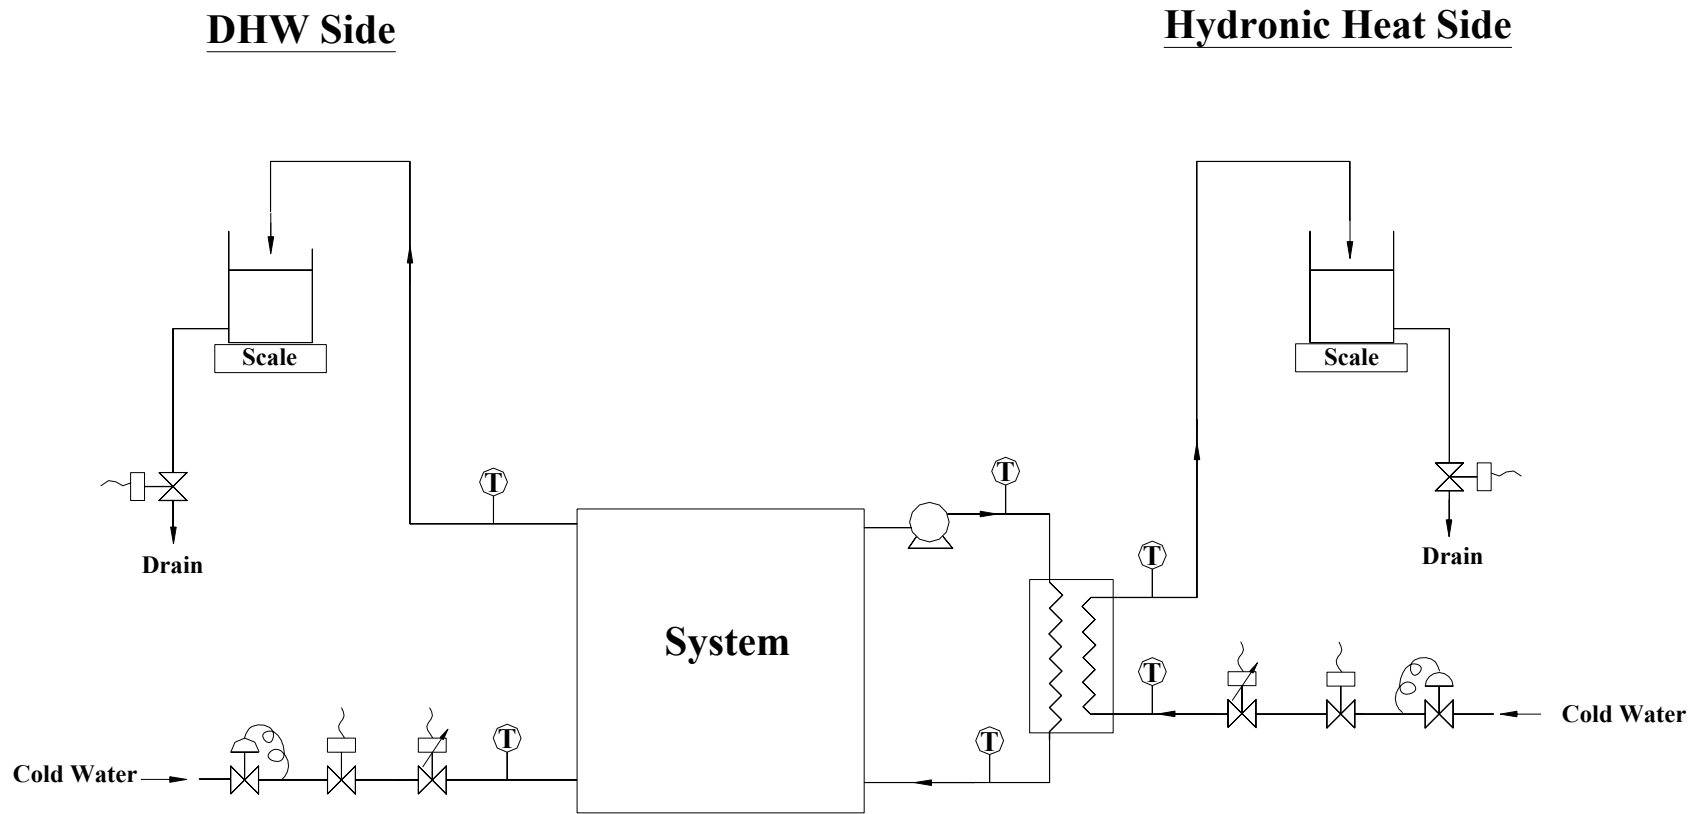 DHW Side
Hydronic Heat Side
Scale
Scale
T
T
Drain
T
Drain
System
T
Cold Water
T
T
Cold Water